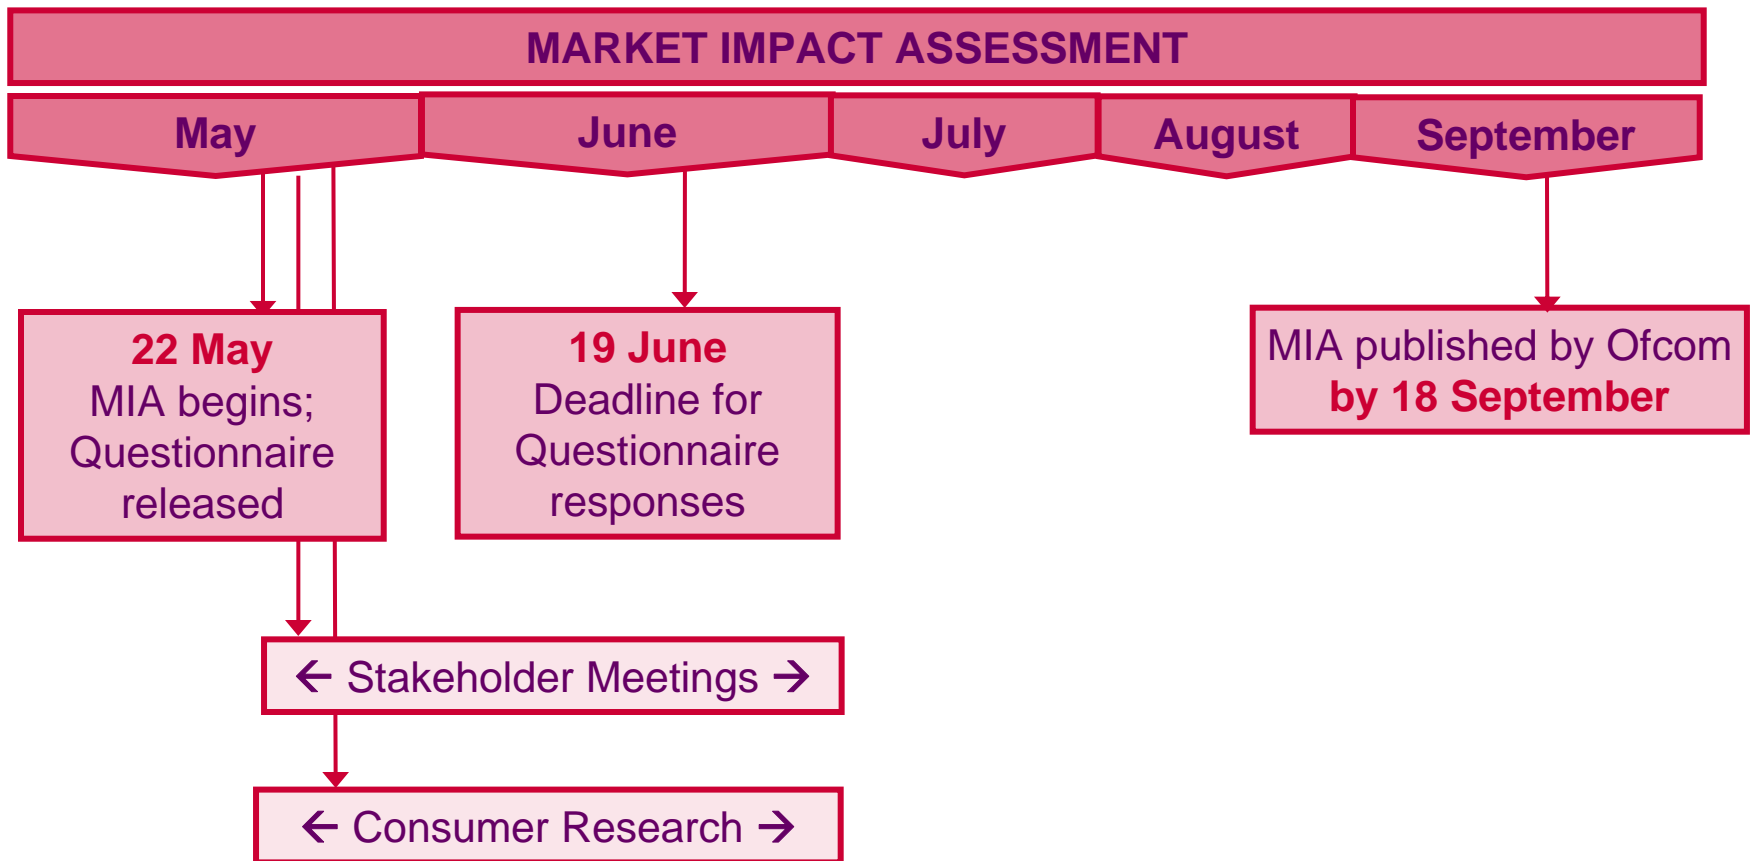 MARKET IMPACT ASSESSMENT
May
June
July
August
September
22 May
MIA begins;
Questionnaire
released
19 June
Deadline for
Questionnaire
responses
MIA published by Ofcom
by 18 September
← Stakeholder Meetings →
← Consumer Research →